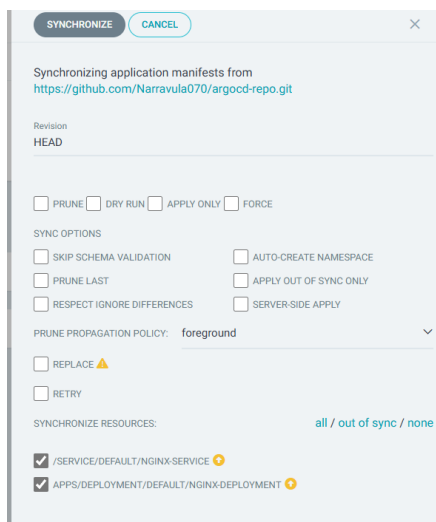 SYNCHRONIZE CANCEL
Synchronizing application manifests from
https://github.com/Narravula070/argocd-repo.git
Revision
HEAD
PRUNE DRY RUN APPLY ONLY FORCE
SYNC OPTIONS
SKIP SCHEMA VALIDATION AUTO-CREATE NAMESPACE
PRUNE LAST APPLY OUT OF SYNC ONLY
RESPECT IGNORE DIFFERENCES SERVER-SIDE APPLY
PRUNE PROPAGATION POLICY: foreground
REPLACE
RETRY
SYNCHRONIZE RESOURCES: all / out of sync / none
/SERVICE/DEFAULT/NGINX-SERVICE
APPS/DEPLOYMENT/DEFAULT/NGINX-DEPLOYMENT